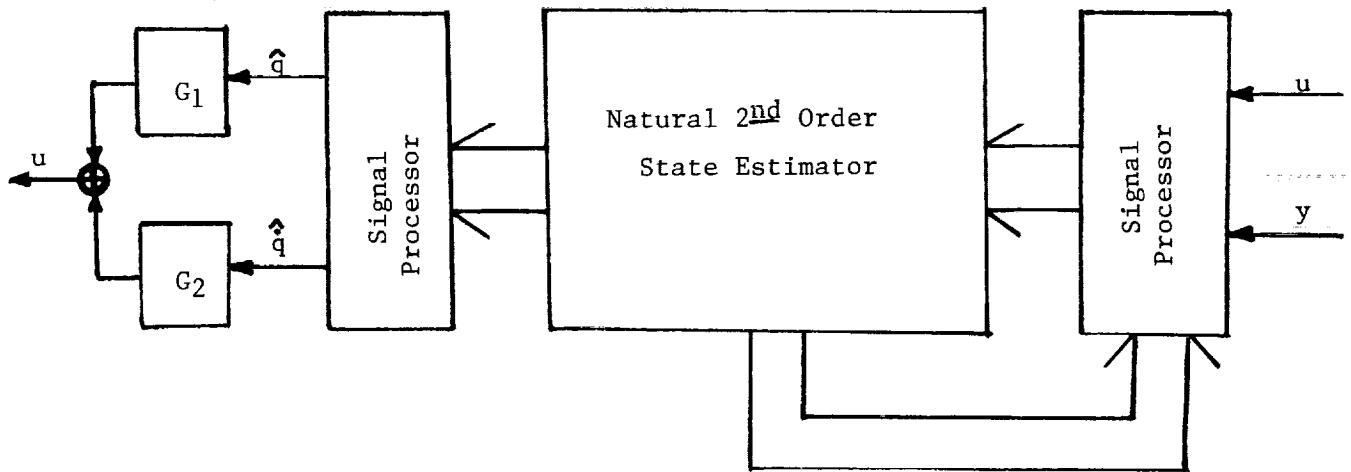 G₁
q̂
u
G₂
q̇̂
Signal
Processor
Natural 2nd Order
State Estimator
Signal
Processor
u
y